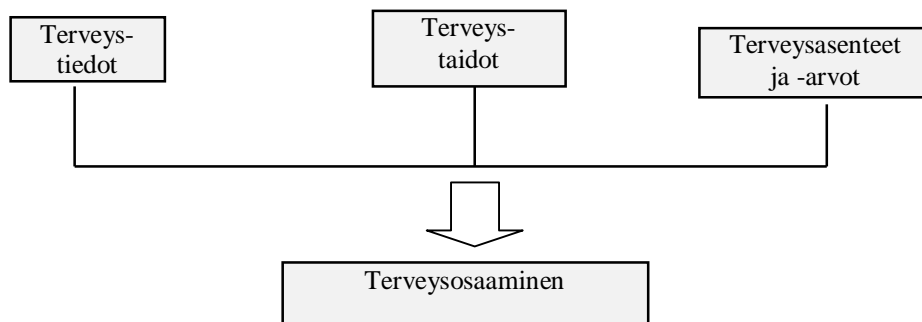 Terveys-
tiedot
Terveys-
taidot
Terveysasenteet
ja -arvot
Terveysosaaminen